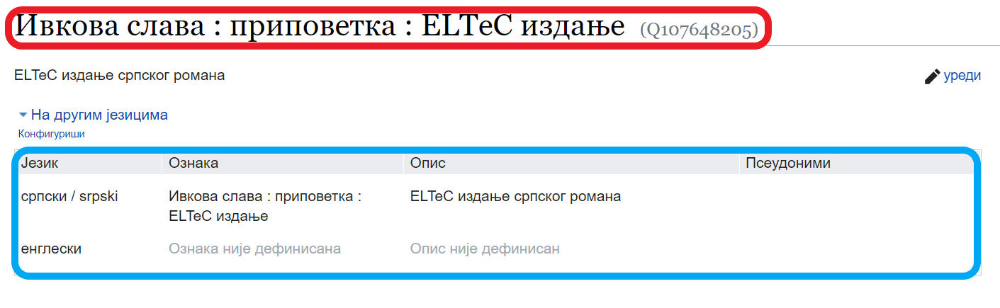 Ивкова слава : приповетка : ELTeC издање (Q107648205)
ELTeC издање српског романа
уреди
На другим језицима
Конфигуриши
Језик Ознака Опис Псеудоними
српски / srpski Ивкова слава : приповетка : ELTeC издање српског романа
ELTeC издање
енглески Ознака није дефинисана Опис није дефинисан